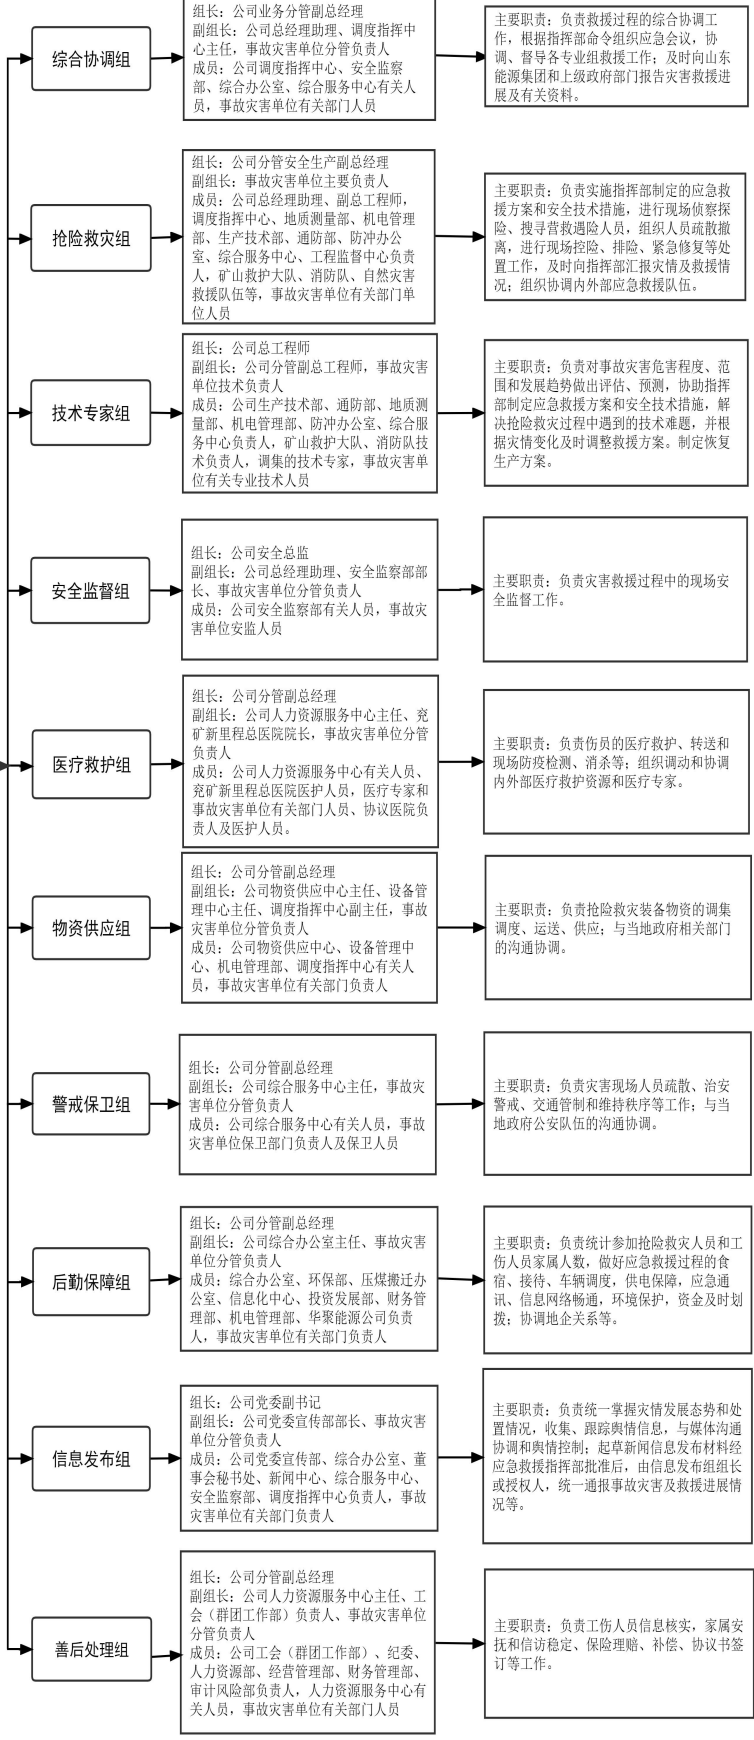 综合协调组
组长：公司业务分管副总经理
副组长：公司总经理助理、调度指挥中
心主任，事故灾害单位分管负责人
成员：公司调度指挥中心、安全监察
部、综合办公室、综合服务中心有关人
员，事故灾害单位有关部门人员
主要职责：负责救援过程的综合协调工
作，根据指挥部命令组织应急会议，协
调、督导各专业组救援工作；及时向山东
能源集团和上级政府部门报告灾害救援进
展及有关资料。
抢险救灾组
组长：公司分管安全生产副总经理
副组长：事故灾害单位主要负责人
成员：公司总经理助理、副总工程师，
调度指挥中心、地质测量部、机电管理
部、生产技术部、通防部、防冲办公
室、综合服务中心、工程监督中心负责
人，矿山救护大队、消防队、自然灾害
救援队伍等，事故灾害单位有关部门单
位人员
主要职责：负责实施指挥部制定的应急救
援方案和安全技术措施，进行现场侦察探
险、搜寻营救遇险人员，组织人员疏散撤
离，进行现场控险、排险、紧急修复等处
置工作，及时向指挥部汇报灾情及救援情
况；组织协调内外部应急救援队伍。
技术专家组
组长：公司总工程师
副组长：公司分管副总工程师，事故灾害
单位技术负责人
成员：公司生产技术部、通防部、地质测
量部、机电管理部、防冲办公室、综合服
务中心负责人，矿山救护大队、消防队技
术负责人，调集的技术专家，事故灾害单
位有关专业技术人员
主要职责：负责对事故灾害危害程度、范
围和发展趋势做出评估、预测，协助指挥
部制定应急救援方案和安全技术措施，解
决抢险救灾过程中遇到的技术难题，并根
据灾情变化及时调整救援方案。制定恢复
生产方案。
安全监督组
组长：公司安全总监
副组长：公司总经理助理、安全监察部部
长、事故灾害单位分管负责人
成员：公司安全监察部有关人员，事故灾
害单位安监人员
主要职责：负责灾害救援过程中的现场安
全监督工作。
医疗救护组
组长：公司分管副总经理
副组长：公司人力资源服务中心主任、兖
矿新里程总医院院长，事故灾害单位分管
负责人
成员：公司人力资源服务中心有关人员、
兖矿新里程总医院医护人员，医疗专家和
事故灾害单位有关部门人员、协议医院负
责人及医护人员。
主要职责：负责伤员的医疗救护、转送和
现场防疫检测、消杀等；组织调动和协调
内外部医疗救护资源和医疗专家。
物资供应组
组长：公司分管副总经理
副组长：公司物资供应中心主任、设备管
理中心主任、调度指挥中心副主任，事故
灾害单位分管负责人
成员：公司物资供应中心、设备管理中
心、机电管理部、调度指挥中心有关人
员，事故灾害单位有关部门负责人
主要职责：负责抢险救灾装备物资的调集
调度、运送、供应；与当地政府相关部门
的沟通协调。
警戒保卫组
组长：公司分管副总经理
副组长：公司综合服务中心主任，事故灾
害单位分管负责人
成员：公司综合服务中心有关人员，事故
灾害单位保卫部门负责人及保卫人员
主要职责：负责灾害现场人员疏散、治安
警戒、交通管制和维持秩序等工作；与当
地政府公安队伍的沟通协调。
后勤保障组
组长：公司分管副总经理
副组长：公司综合办公室主任、事故灾害
单位分管负责人
成员：综合办公室、环保部、压煤搬迁办
公室、信息化中心、投资发展部、财务管
理部、机电管理部、华聚能源公司负责
人，事故灾害单位有关部门负责人
主要职责：负责统计参加抢险救灾人员和工
伤人员家属人数，做好应急救援过程的食
宿、接待、车辆调度，供电保障，应急通
讯、信息网络畅通，环境保护，资金及时划
拨；协调地企关系等。
信息发布组
组长：公司党委副书记
副组长：公司党委宣传部部长、事故灾害
单位分管负责人
成员：公司党委宣传部、综合办公室、董
事会秘书处、新闻中心、综合服务中心、
安全监察部、调度指挥中心负责人，事故
灾害单位有关部门负责人
主要职责：负责统一掌握灾情发展态势和处
置情况，收集、跟踪舆情信息，与媒体沟通
协调和舆情控制；起草新闻信息发布材料经
应急救援指挥部批准后，由信息发布组组长
或授权人，统一通报事故灾害及救援进展情
况等。
善后处理组
组长：公司分管副总经理
副组长：公司人力资源服务中心主任、工
会（群团工作部）负责人、事故灾害单位
分管负责人
成员：公司工会（群团工作部）、纪委、
人力资源部、经营管理部、财务管理部、
审计风险部负责人，人力资源服务中心有
关人员，事故灾害单位有关部门人员
主要职责：负责工伤人员信息核实，家属安
抚和信访稳定、保险理赔、补偿、协议书签
订等工作。